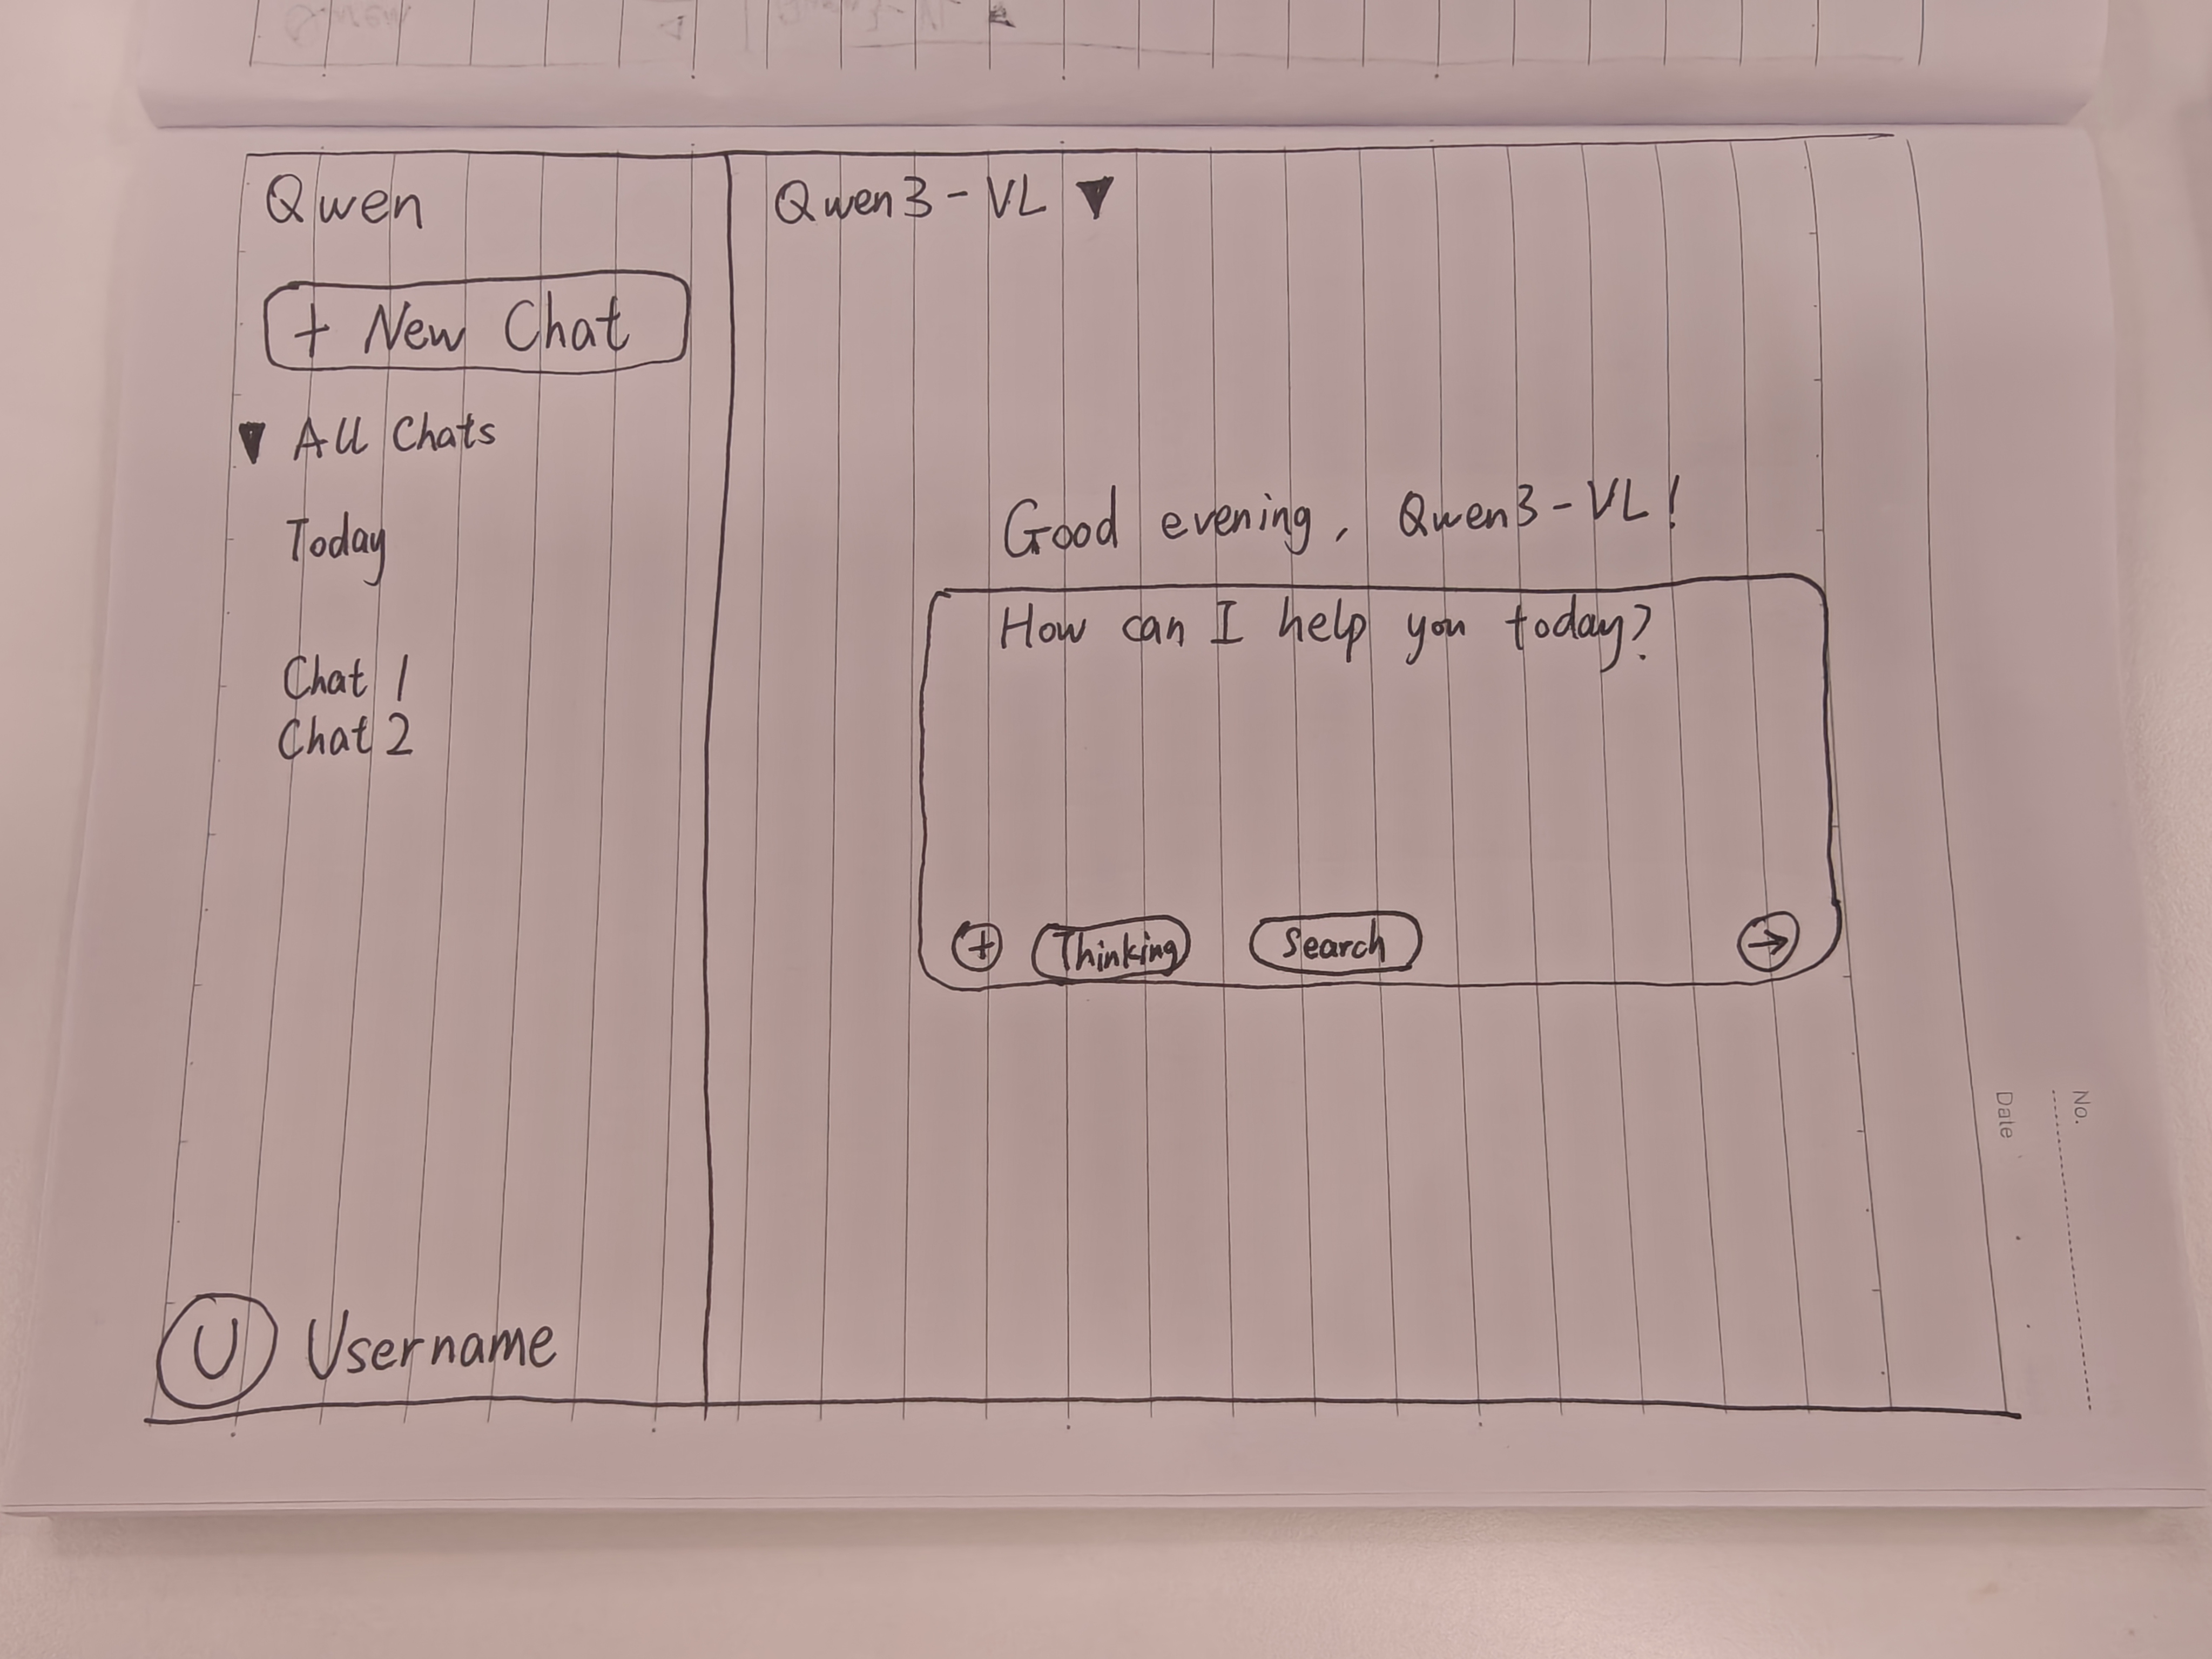 Qwen
+ New Chat
▼ All Chats
Today
Chat 1
Chat 2
U Username
Qwen3-VL ▼
Good evening, Qwen3-VL!
How can I help you today?
+ Thinking Search →
No.
Date